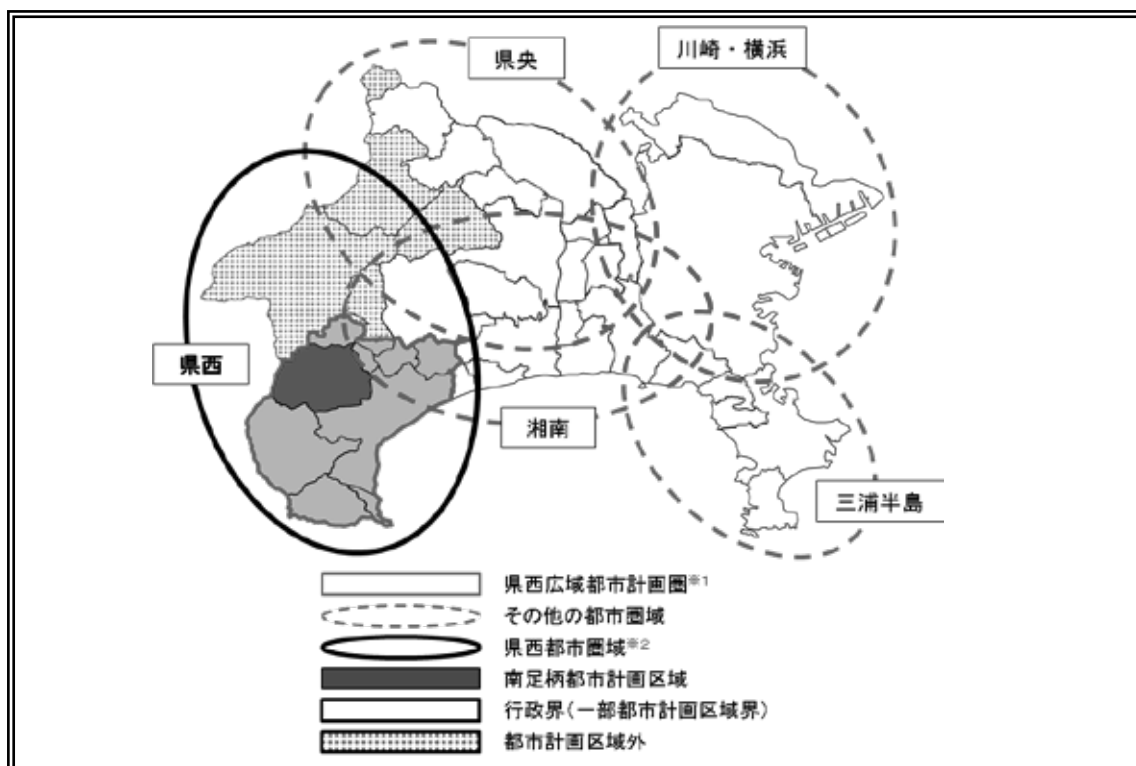 県央
川崎・横浜
県西
湘南
三浦半島
県西広域都市計画圏※1
その他の都市圏域
県西都市圏域※2
南足柄都市計画区域
行政界(一部都市計画区域界)
都市計画区域外